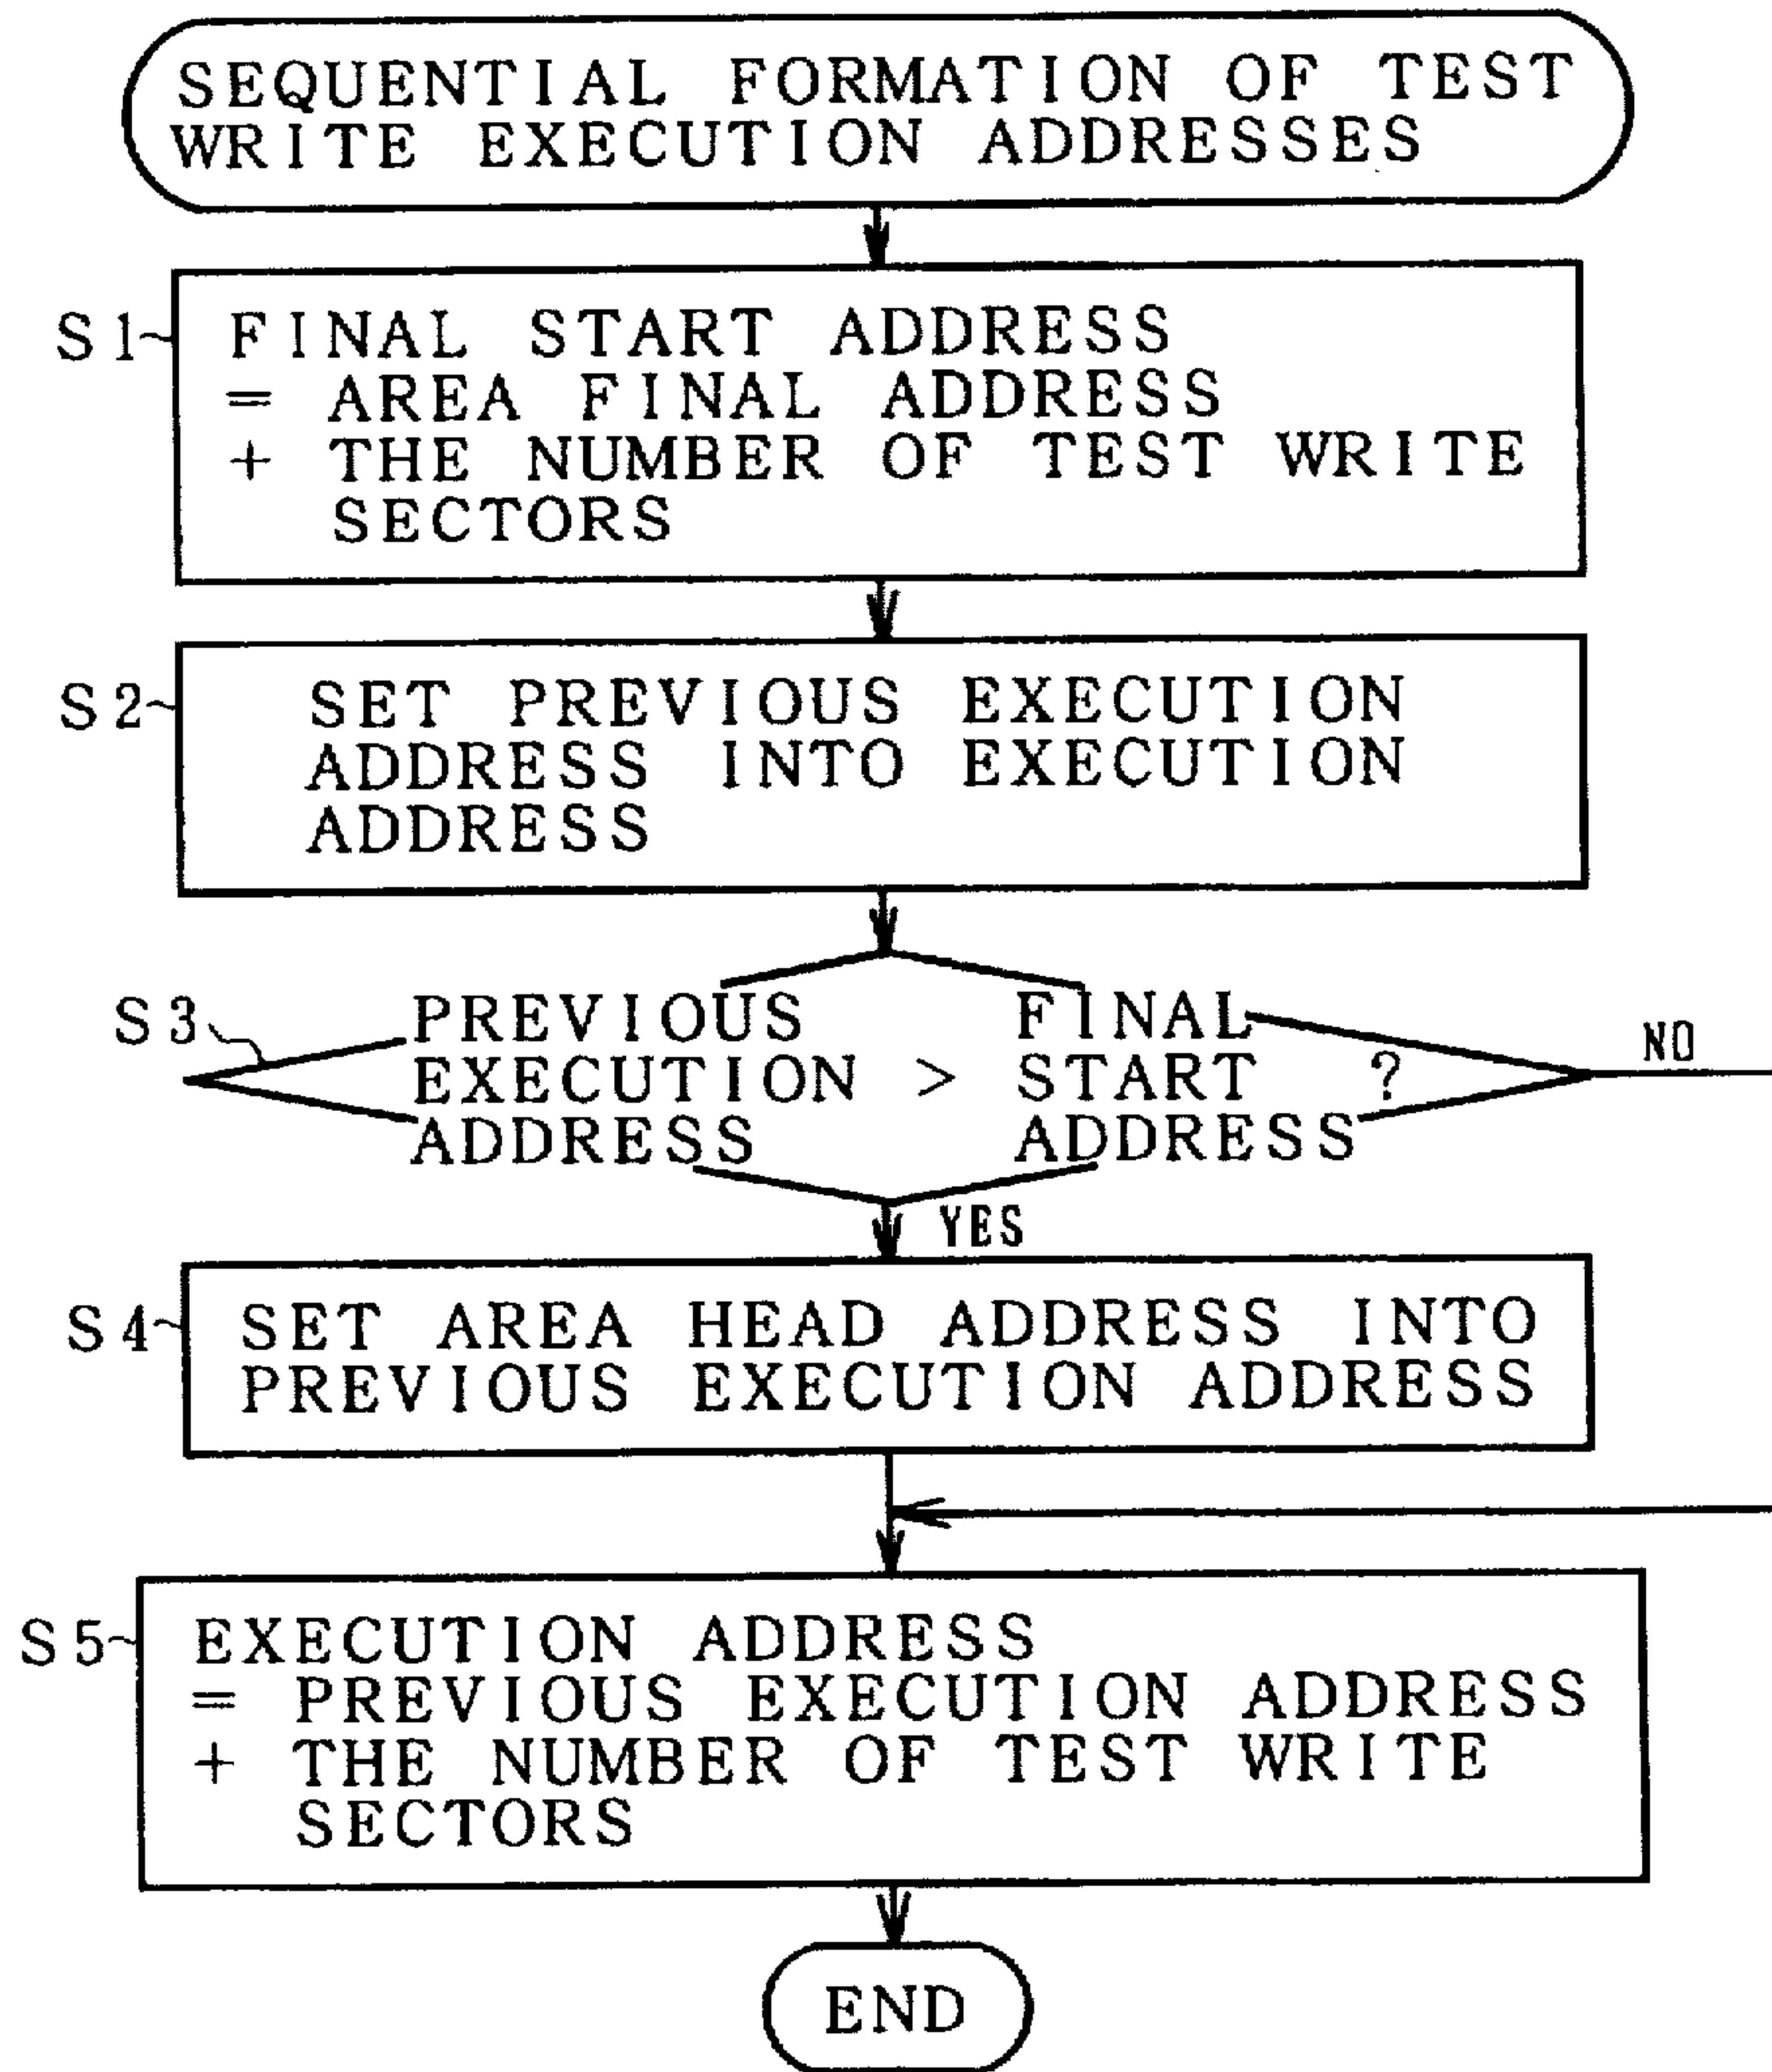 SEQUENTIAL FORMATION OF TEST
WRITE EXECUTION ADDRESSES
S1
FINAL START ADDRESS
= AREA FINAL ADDRESS
+ THE NUMBER OF TEST WRITE
SECTORS
S2
SET PREVIOUS EXECUTION
ADDRESS INTO EXECUTION
ADDRESS
S3
PREVIOUS FINAL
EXECUTION > START ?
ADDRESS ADDRESS
NO
YES
S4
SET AREA HEAD ADDRESS INTO
PREVIOUS EXECUTION ADDRESS
S5
EXECUTION ADDRESS
= PREVIOUS EXECUTION ADDRESS
+ THE NUMBER OF TEST WRITE
SECTORS
END